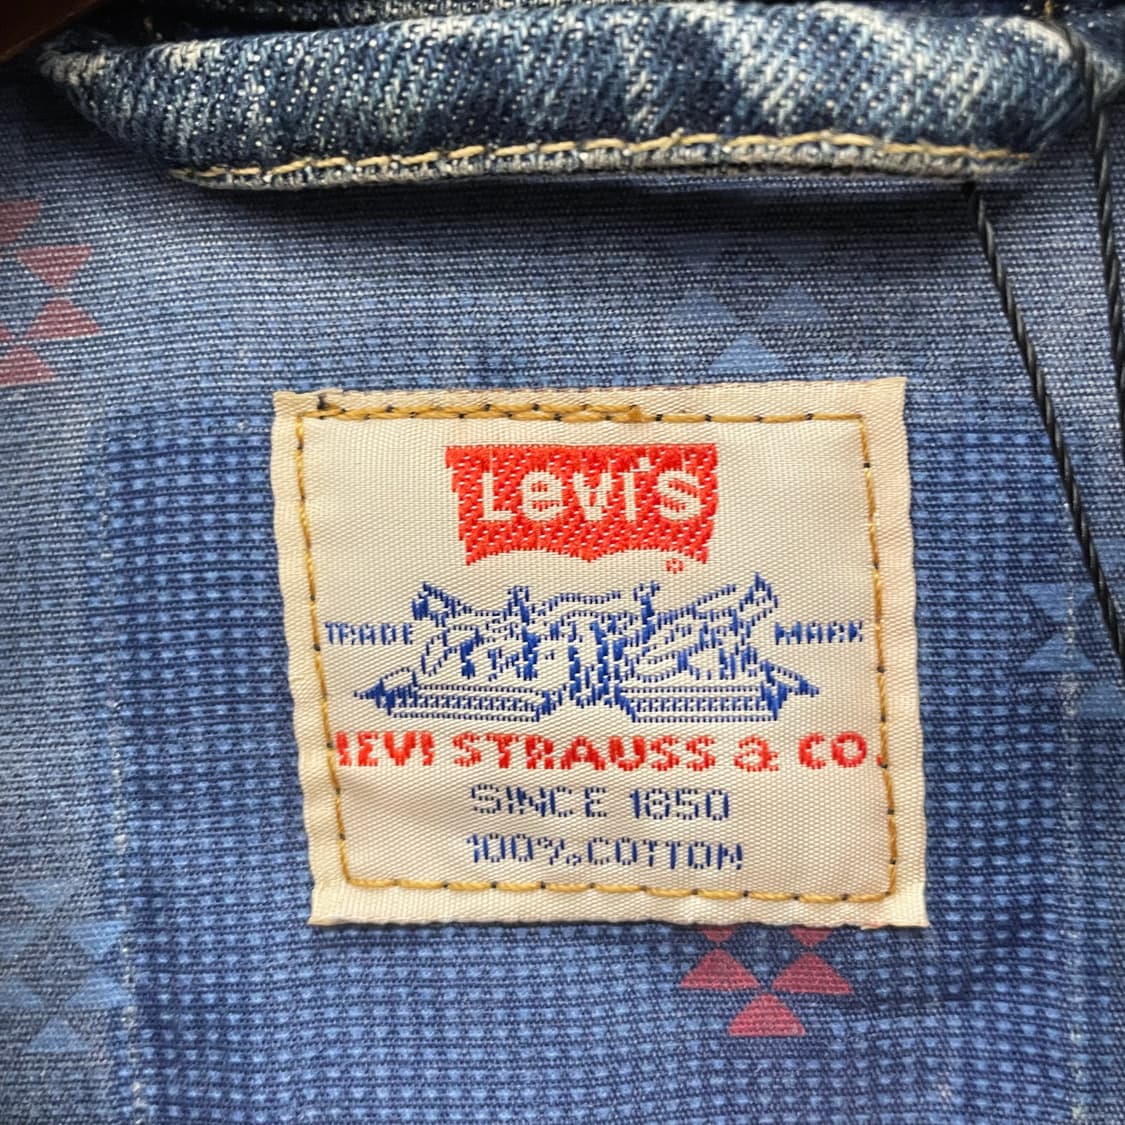 Levi's
®
TRADE MARK
LEVI STRAUSS & CO.
SINCE 1850
100% COTTON